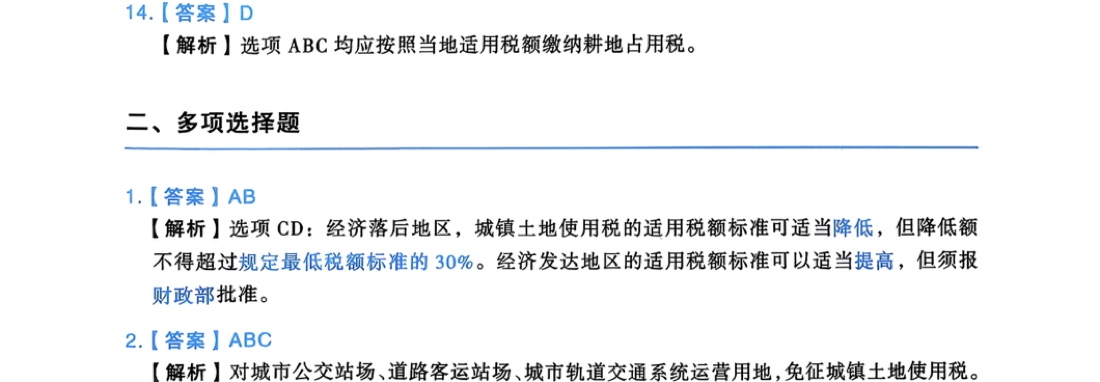 14.【答案】D
【解析】选项 ABC 均应按照当地适用税额缴纳耕地占用税。
二、多项选择题
1.【答案】AB
【解析】选项 CD：经济落后地区，城镇土地使用税的适用税额标准可适当降低，但降低额
不得超过规定最低税额标准的 30%。经济发达地区的适用税额标准可以适当提高，但须报
财政部批准。
2.【答案】ABC
【解析】对城市公交站场、道路客运站场、城市轨道交通系统运营用地，免征城镇土地使用税。